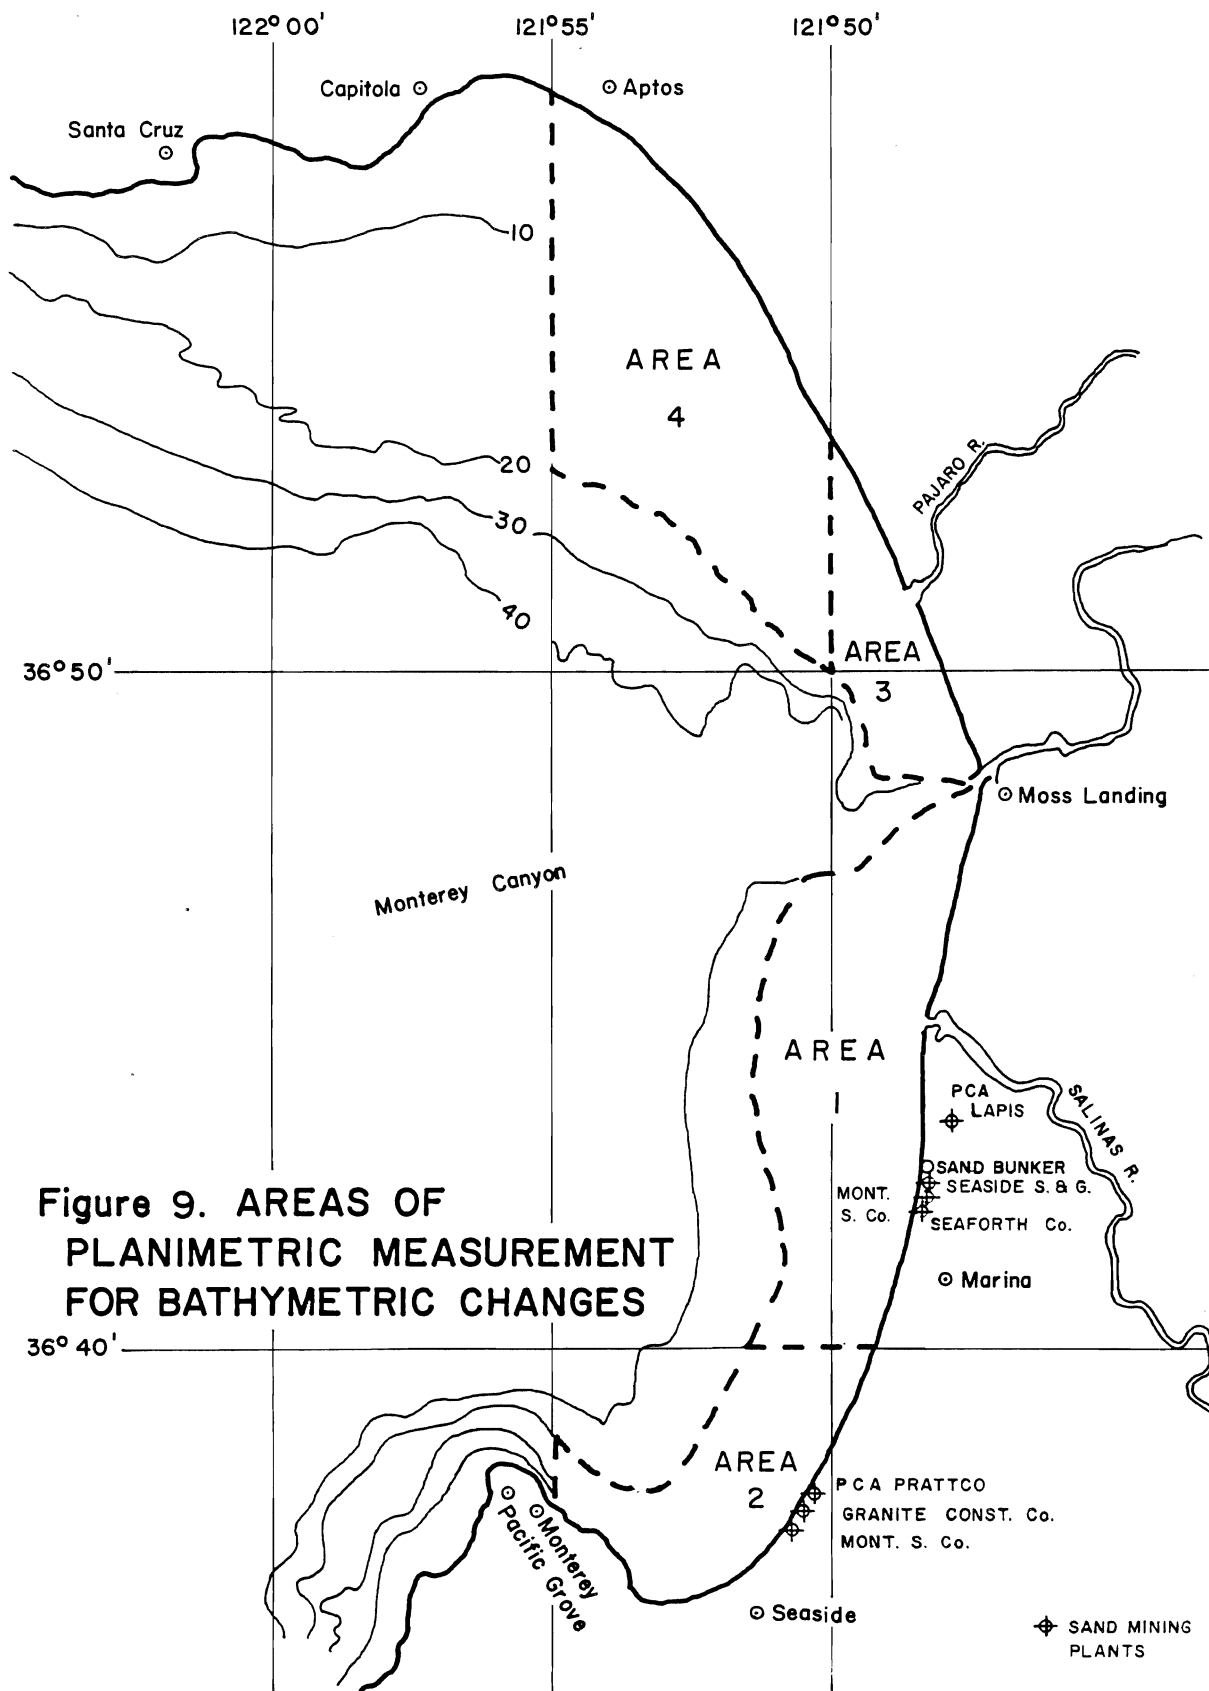 122°00' 121°55' 121°50'
Capitola
Aptos
Santa Cruz
10
AREA
4
20
PAJARO R.
30
40
AREA
3
36°50'
Moss Landing
Monterey Canyon
AREA
1
PCA
LAPIS
SALINAS R.
SAND BUNKER
SEASIDE S. & G.
MONT.
S. Co.
SEAFORTH Co.
Figure 9. AREAS OF
PLANIMETRIC MEASUREMENT
FOR BATHYMETRIC CHANGES
Marina
36°40'
AREA
2
PCA PRATTCO
GRANITE CONST. Co.
MONT. S. Co.
Monterey
Pacific Grove
Seaside
SAND MINING
PLANTS